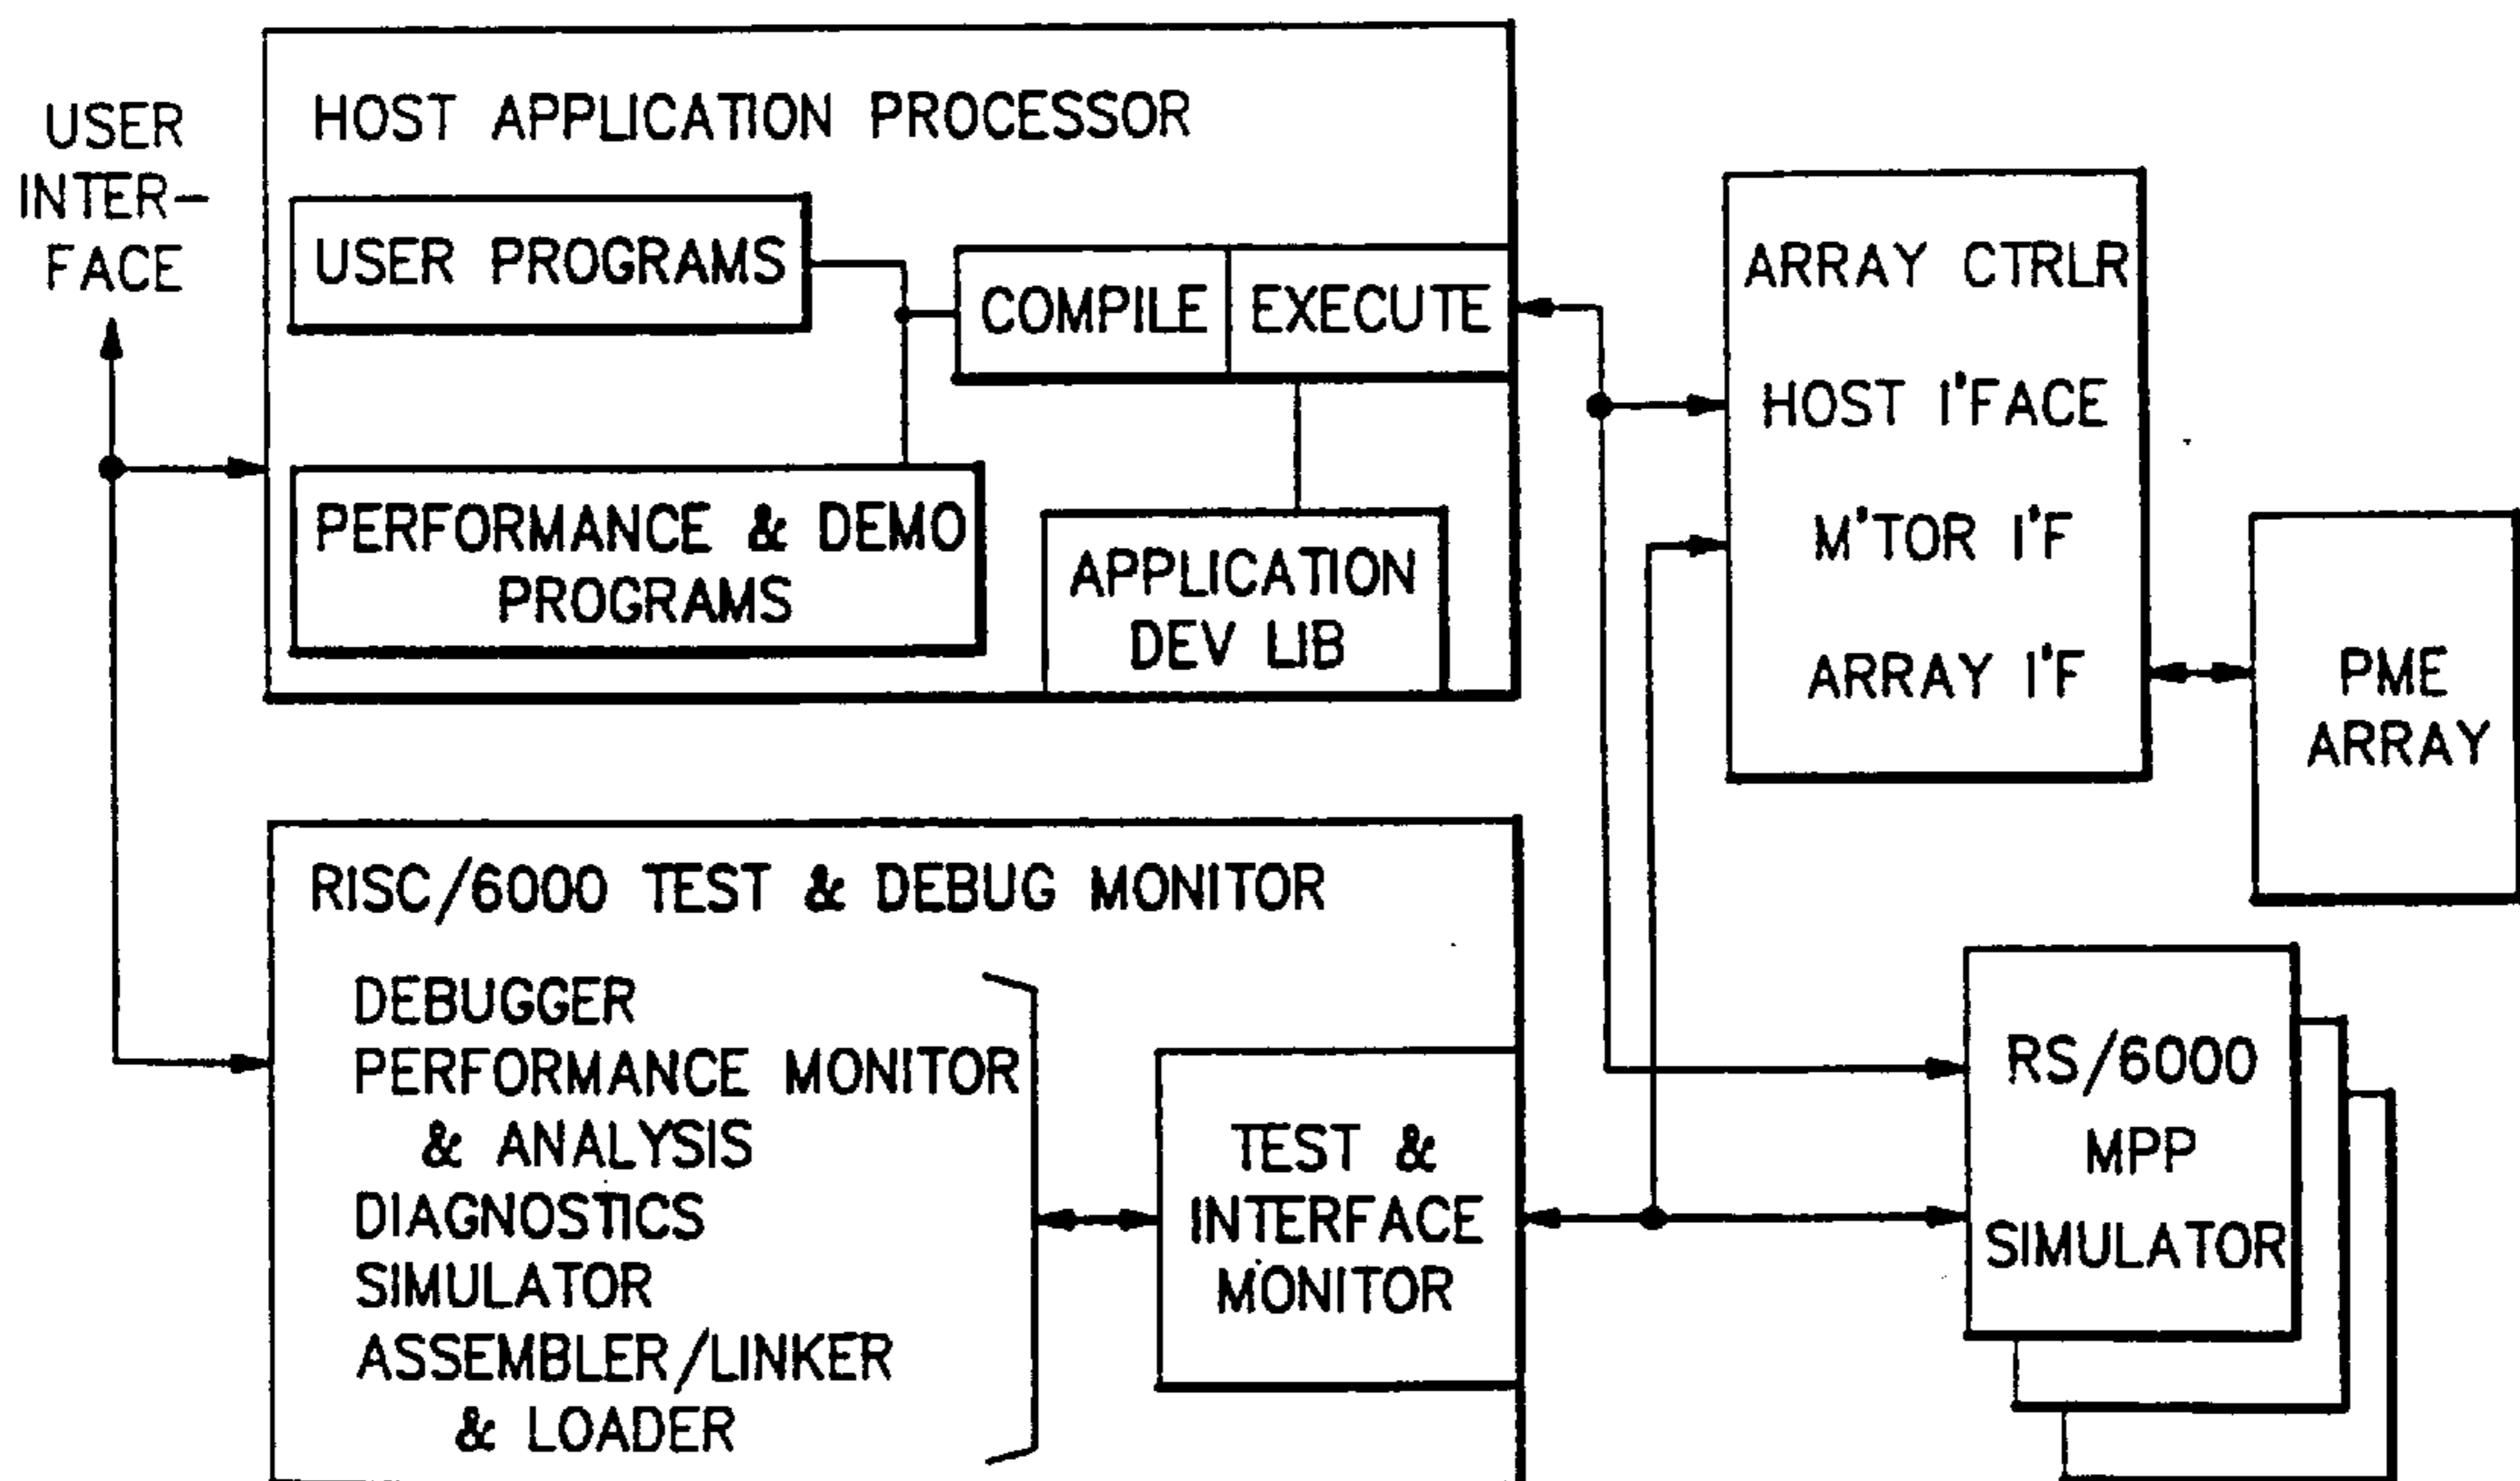 USER
INTER-
FACE
HOST APPLICATION PROCESSOR
USER PROGRAMS
COMPILE
EXECUTE
PERFORMANCE & DEMO
PROGRAMS
APPLICATION
DEV LIB
ARRAY CTRLR
HOST I'FACE
M'TOR I'F
ARRAY I'F
PME
ARRAY
RISC/6000 TEST & DEBUG MONITOR
DEBUGGER
PERFORMANCE MONITOR
& ANALYSIS
DIAGNOSTICS
SIMULATOR
ASSEMBLER/LINKER
& LOADER
TEST &
INTERFACE
MONITOR
RS/6000
MPP
SIMULATOR